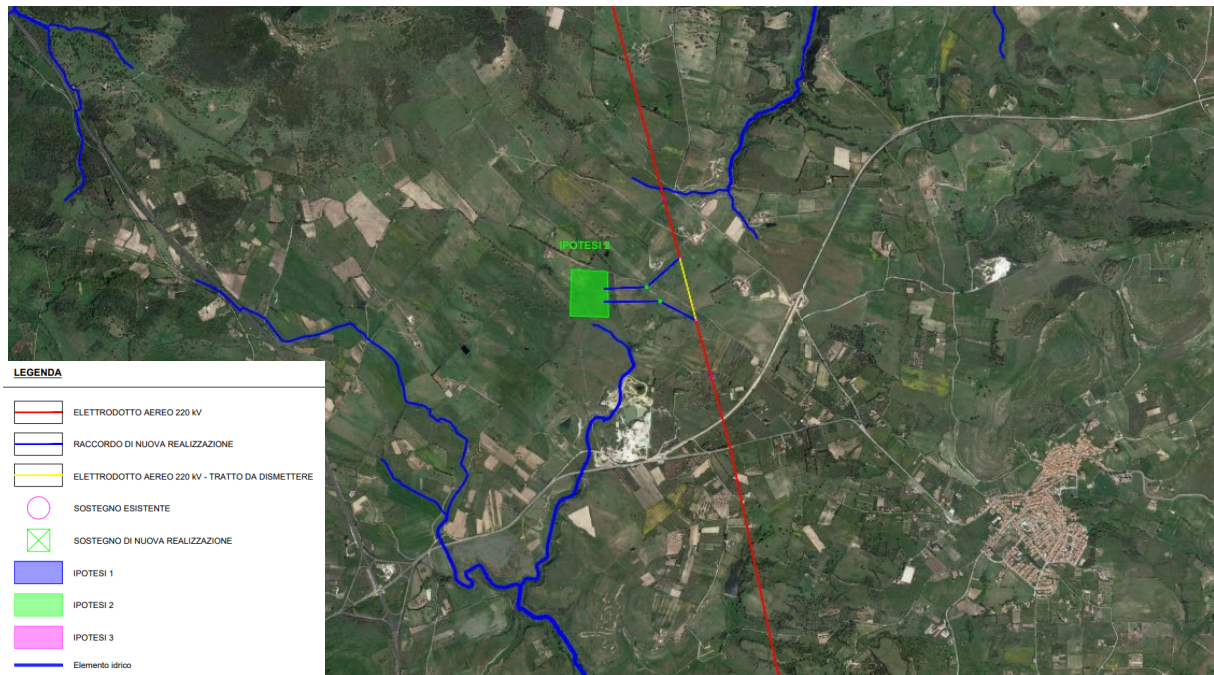 IPOTESI 2
LEGENDA
ELETTRODOTTO AEREO 220 kV
RACCORDO DI NUOVA REALIZZAZIONE
ELETTRODOTTO AEREO 220 kV - TRATTO DA DISMETTERE
SOSTEGNO ESISTENTE
SOSTEGNO DI NUOVA REALIZZAZIONE
IPOTESI 1
IPOTESI 2
IPOTESI 3
Elemento idrico